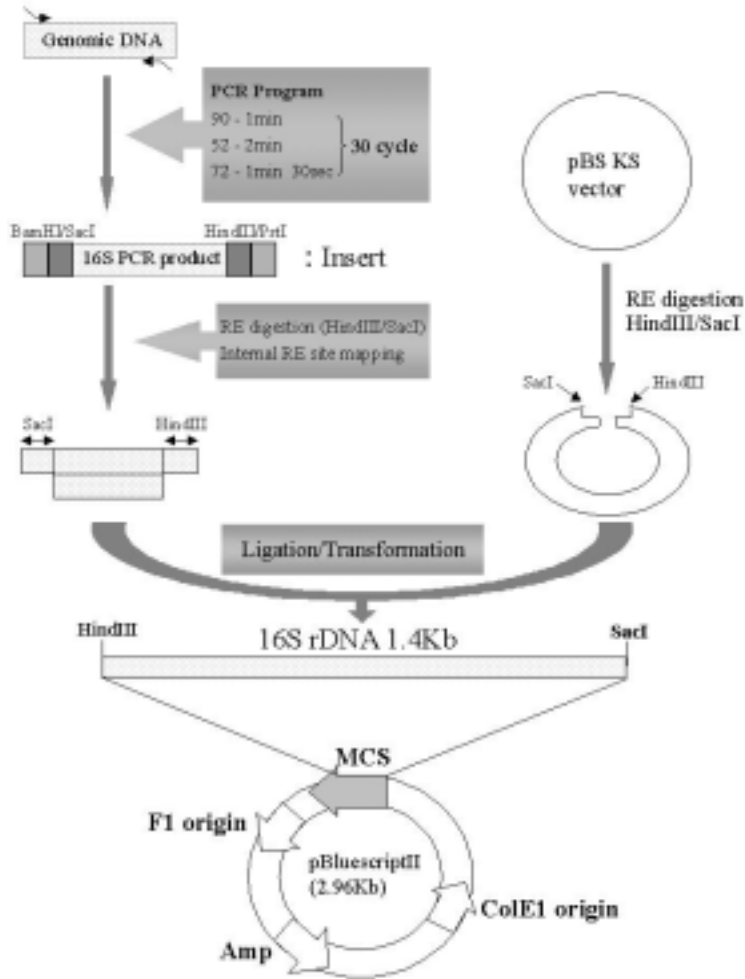 Genomic DNA
PCR Program
90 - 1min
52 - 2min
72 - 1min 30sec
30 cycle
pBS KS
vector
BamHI/SacI
HindIII/PstI
16S PCR product
: Insert
RE digestion (HindIII/SacI)
Internal RE site mapping
RE digestion
HindIII/SacI
SacI
HindIII
SacI
HindIII
Ligation/Transformation
HindIII
16S rDNA 1.4Kb
SacI
MCS
F1 origin
pBluescriptII
(2.96Kb)
ColE1 origin
Amp